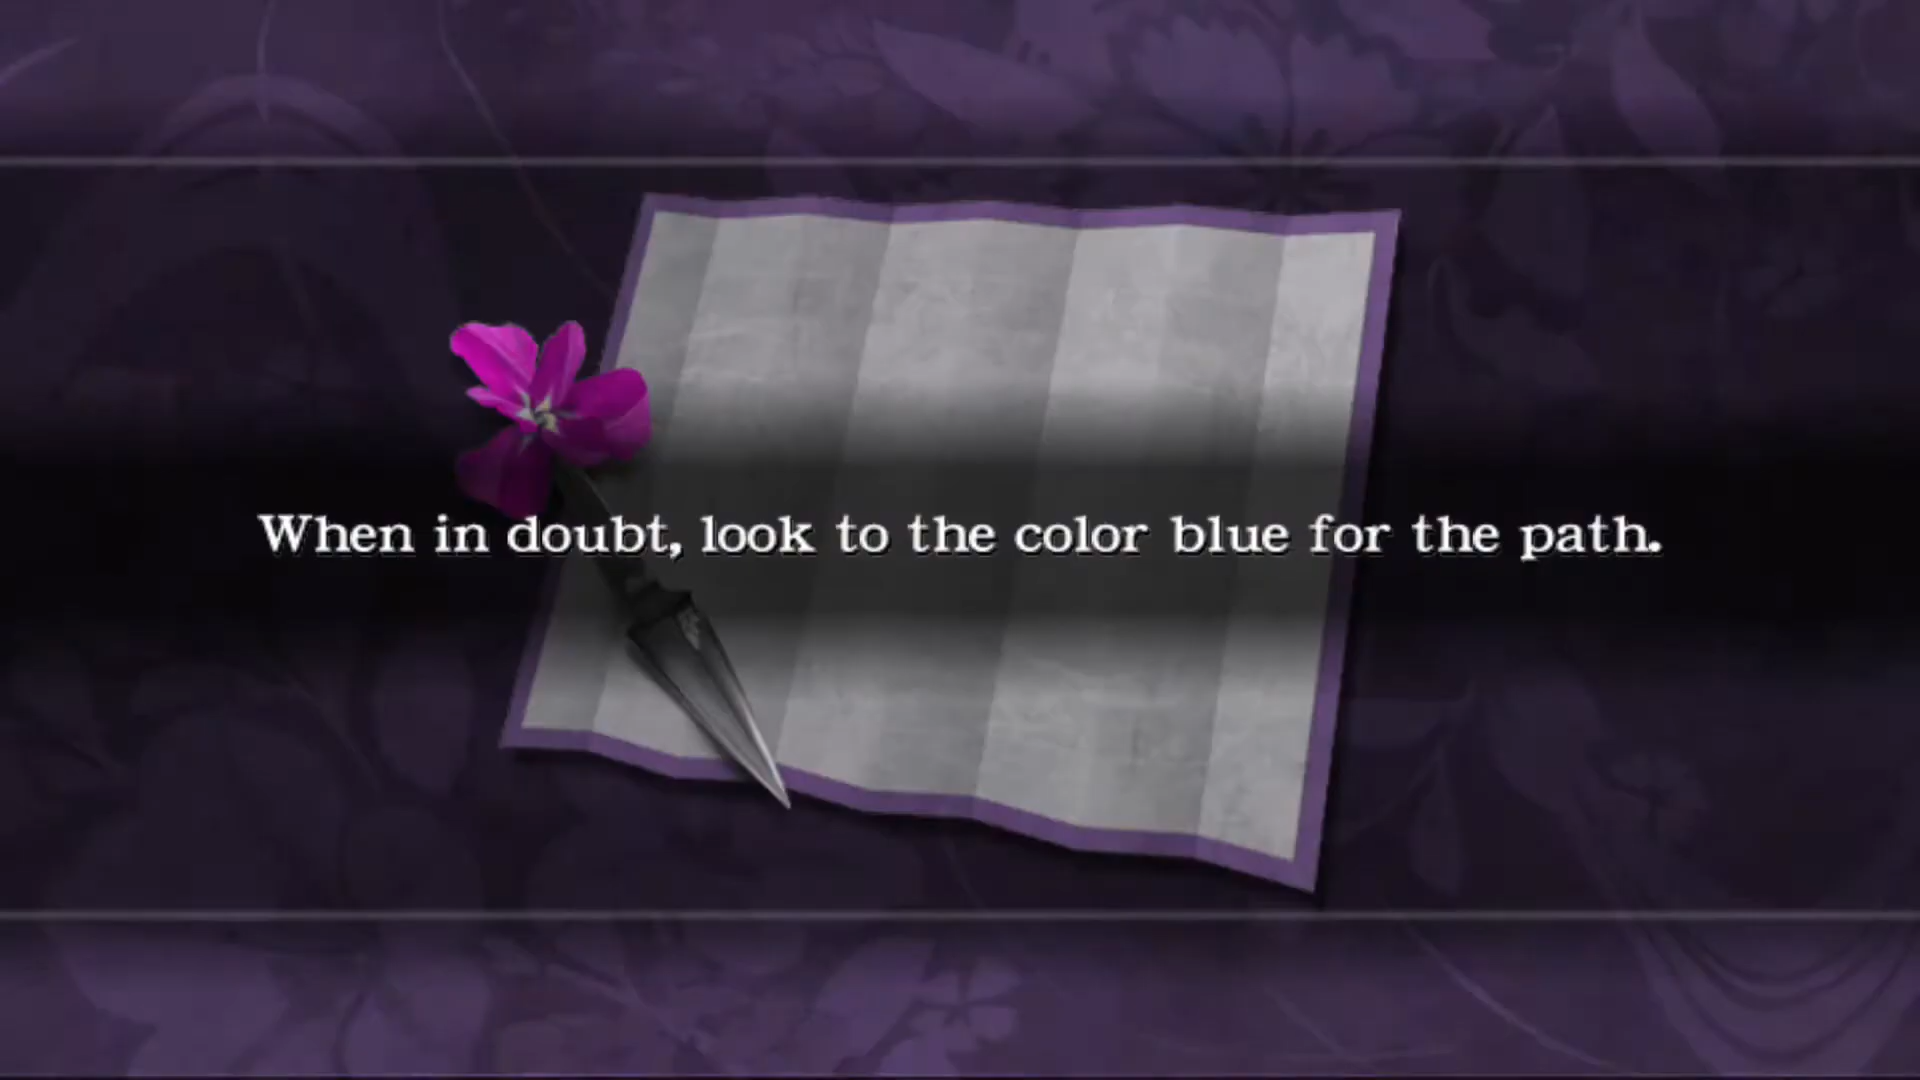 When in doubt, look to the color blue for the path.